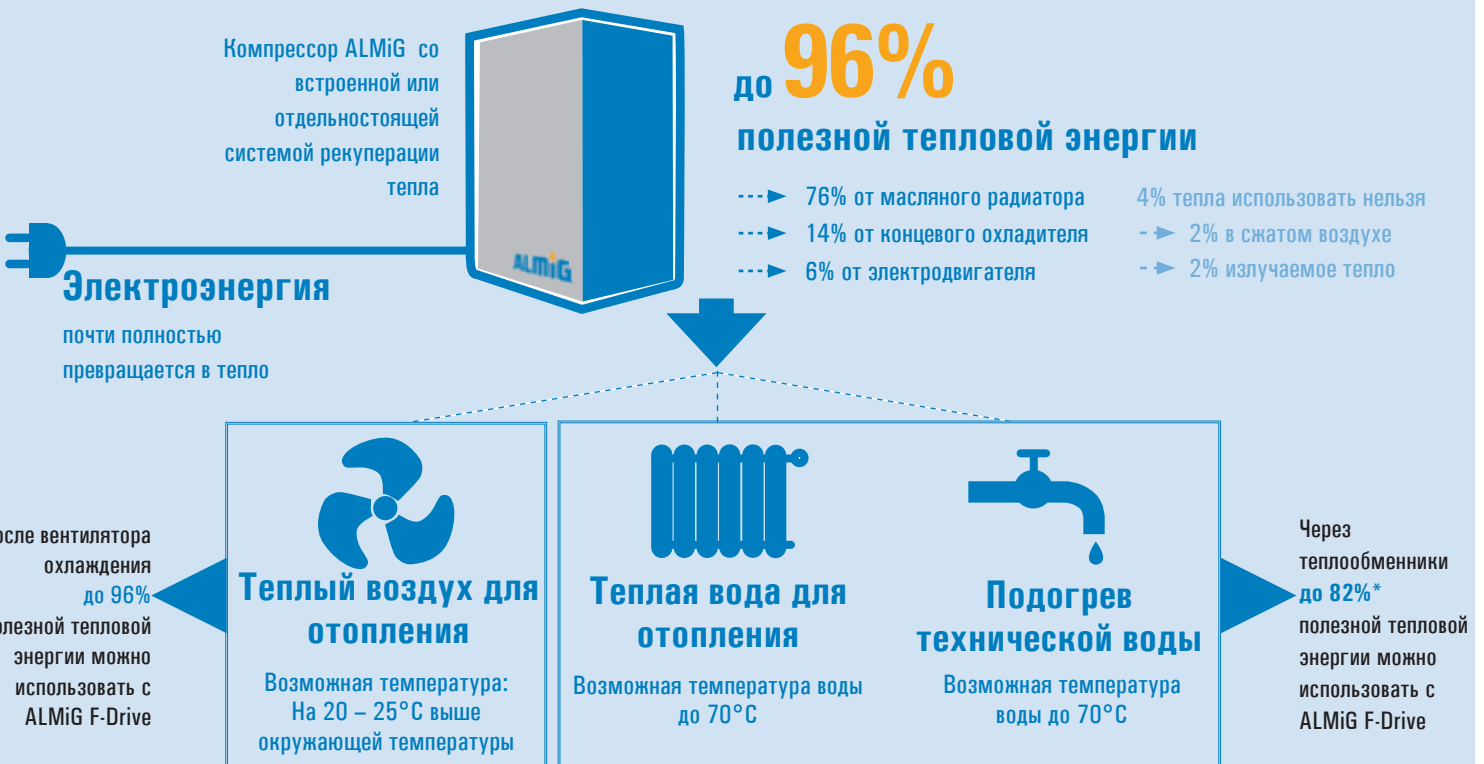 Компрессор ALMiG со
встроенной или
отдельностоящей
системой рекуперации
тепла
ALMiG
до 96%
полезной тепловой энергии
76% от масляного радиатора
14% от концевого охладителя
6% от электродвигателя
4% тепла использовать нельзя
2% в сжатом воздухе
2% излучаемое тепло
Электроэнергия
почти полностью
превращается в тепло
осле вентилятора
охлаждения
до 96%
олезной тепловой
энергии можно
использовать с
ALMiG F-Drive
Теплый воздух для
отопления
Возможная температура:
На 20 – 25°C выше
окружающей температуры
Теплая вода для
отопления
Возможная температура воды
до 70°C
Подогрев
технической воды
Возможная температура
воды до 70°C
Через
теплообменники
до 82%*
полезной тепловой
энергии можно
использовать с
ALMiG F-Drive